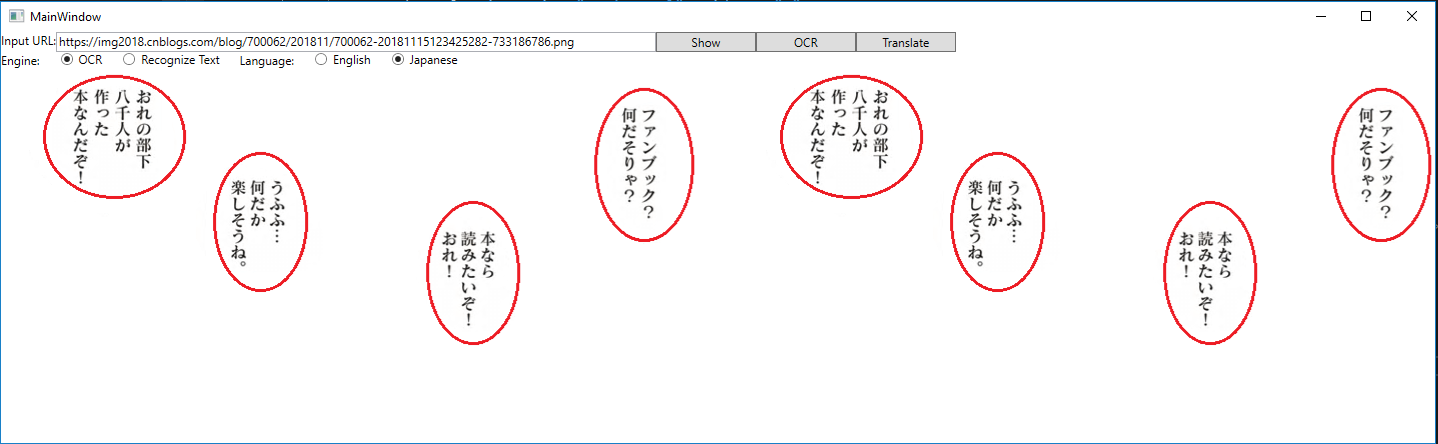 MainWindow
Input URL: https://img2018.cnblogs.com/blog/700062/201811/700062-20181115123425282-733186786.png Show OCR Translate
Engine: OCR Recognize Text Language: English Japanese
ファンブック？
何だそりゃ？
本なら
読みたいぞ！
おれ！
うふふ…
何だか
楽しそうね。
おれの部下
八千人が
作った
本なんだぞ！
ファンブック？
何だそりゃ？
本なら
読みたいぞ！
おれ！
うふふ…
何だか
楽しそうね。
おれの部下
八千人が
作った
本なんだぞ！